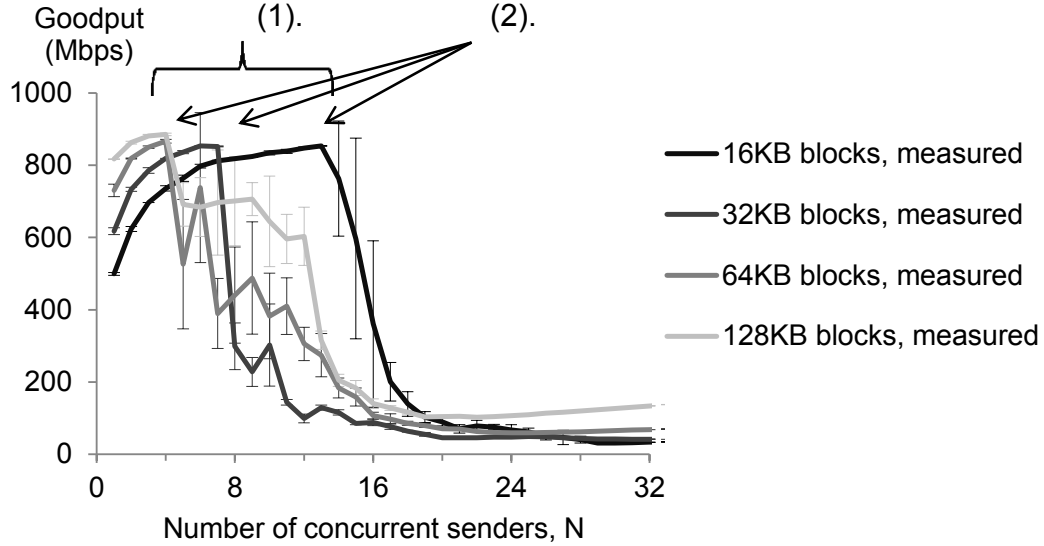 Goodput
(Mbps)
(1).
(2).
1000
800
600
400
200
0
0
8
16
24
32
Number of concurrent senders, N
16KB blocks, measured
32KB blocks, measured
64KB blocks, measured
128KB blocks, measured